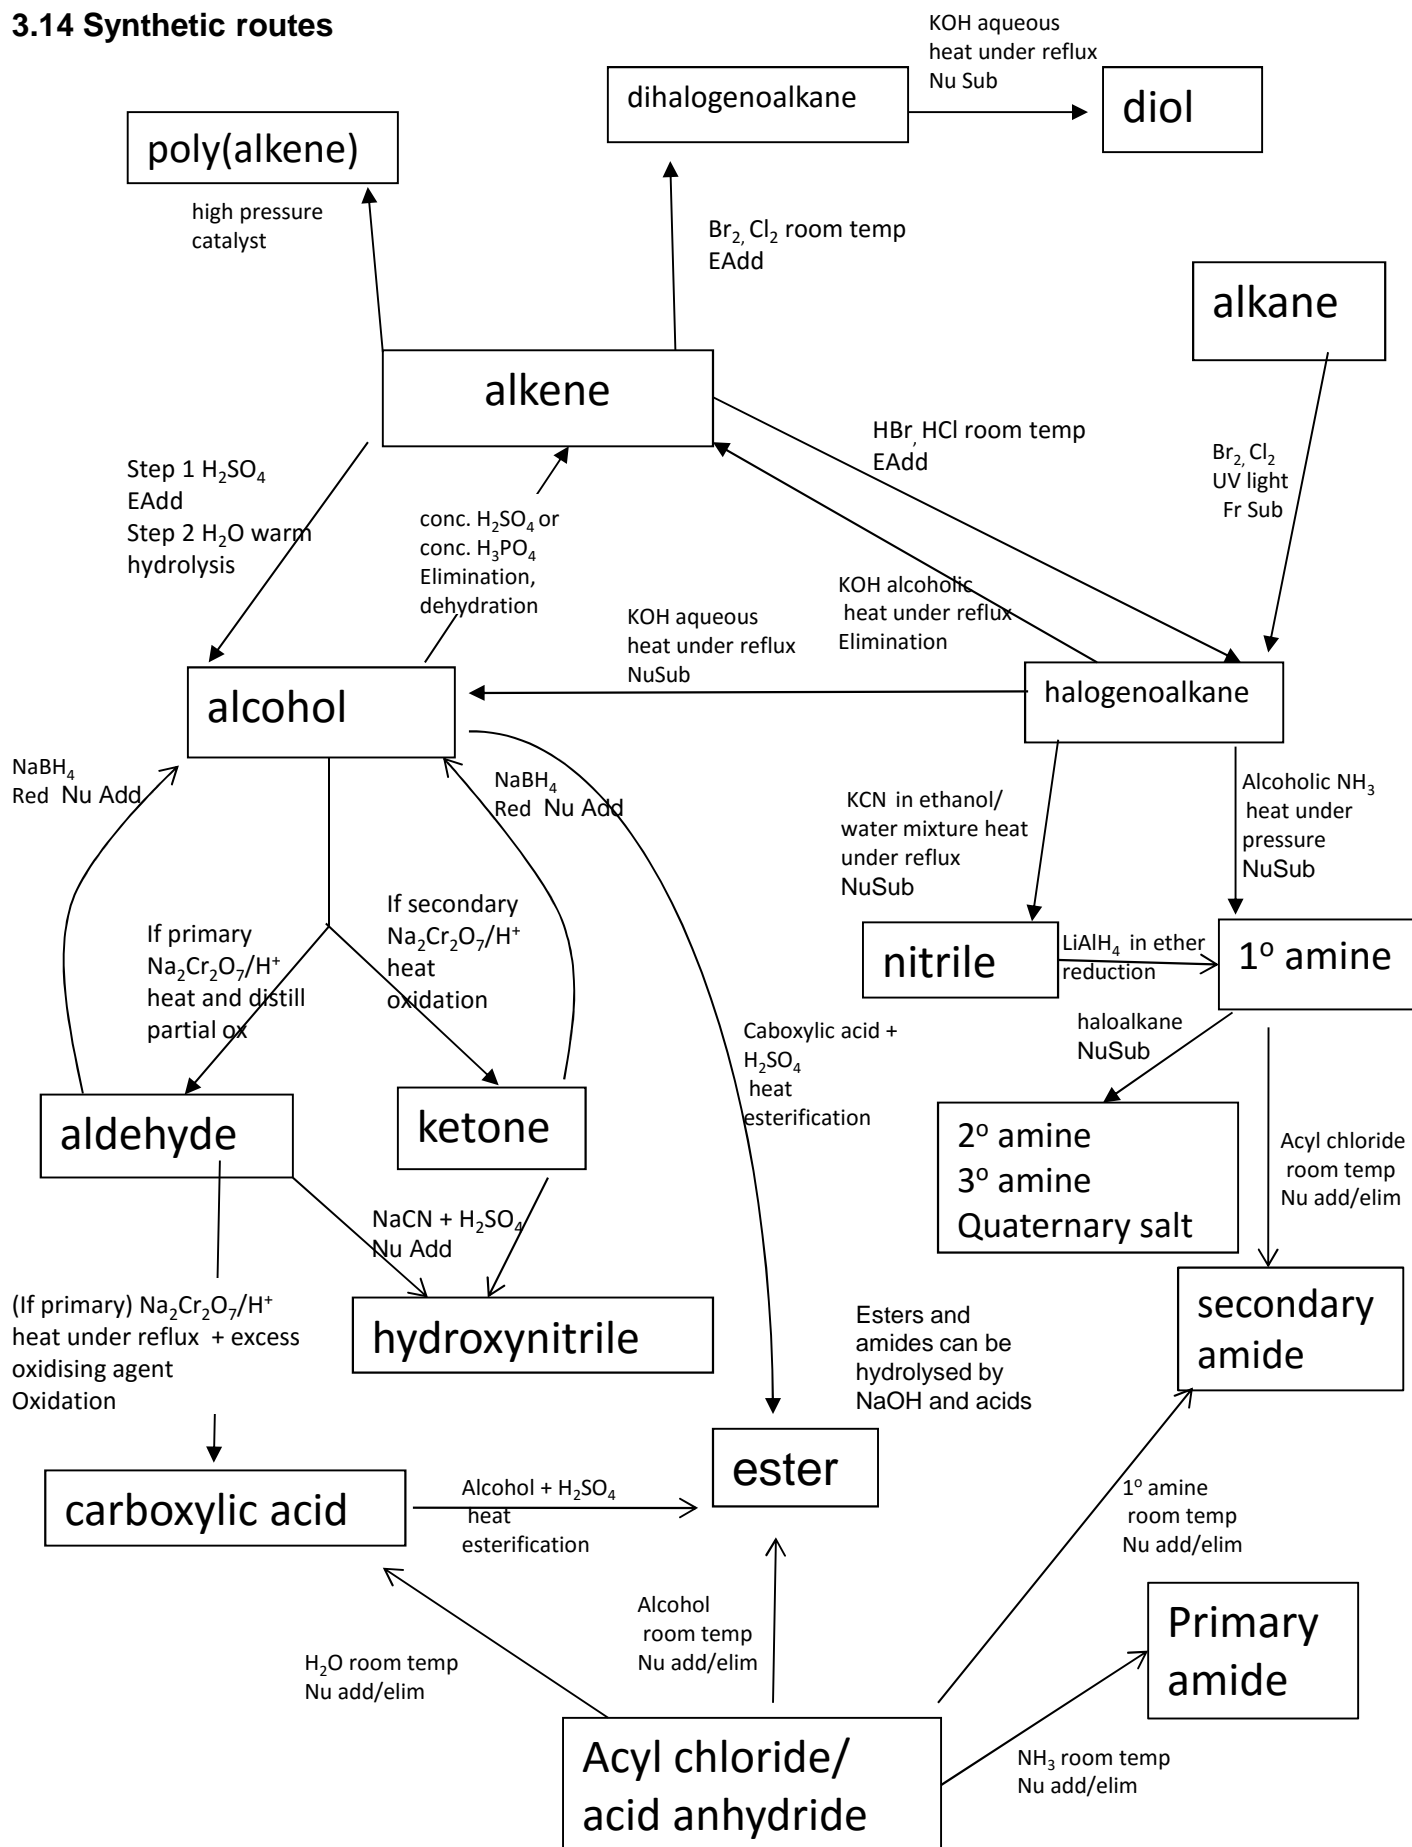 3.14 Synthetic routes
KOH aqueous
heat under reflux
Nu Sub
dihalogenoalkane
diol
poly(alkene)
high pressure
catalyst
Br₂, Cl₂ room temp
EAdd
alkane
alkene
HBr, HCl room temp
EAdd
Br₂, Cl₂
UV light
Fr Sub
Step 1 H₂SO₄
EAdd
Step 2 H₂O warm
hydrolysis
conc. H₂SO₄ or
conc. H₃PO₄
Elimination,
dehydration
KOH aqueous
heat under reflux
NuSub
KOH alcoholic
heat under reflux
Elimination
alcohol
halogenoalkane
NaBH₄
Red Nu Add
NaBH₄
Red Nu Add
KCN in ethanol/
water mixture heat
under reflux
NuSub
Alcoholic NH₃
heat under
pressure
NuSub
If primary
Na₂Cr₂O₇/H⁺
heat and distill
partial ox
If secondary
Na₂Cr₂O₇/H⁺
heat
oxidation
nitrile
LiAlH₄ in ether
reduction
1º amine
haloalkane
NuSub
Caboxylic acid +
H₂SO₄
heat
esterification
aldehyde
ketone
2º amine
3º amine
Quaternary salt
Acyl chloride
room temp
Nu add/elim
NaCN + H₂SO₄
Nu Add
(If primary) Na₂Cr₂O₇/H⁺
heat under reflux + excess
oxidising agent
Oxidation
hydroxynitrile
Esters and
amides can be
hydrolysed by
NaOH and acids
secondary
amide
carboxylic acid
Alcohol + H₂SO₄
heat
esterification
ester
1º amine
room temp
Nu add/elim
Alcohol
room temp
Nu add/elim
Primary
amide
H₂O room temp
Nu add/elim
Acyl chloride/
acid anhydride
NH₃ room temp
Nu add/elim